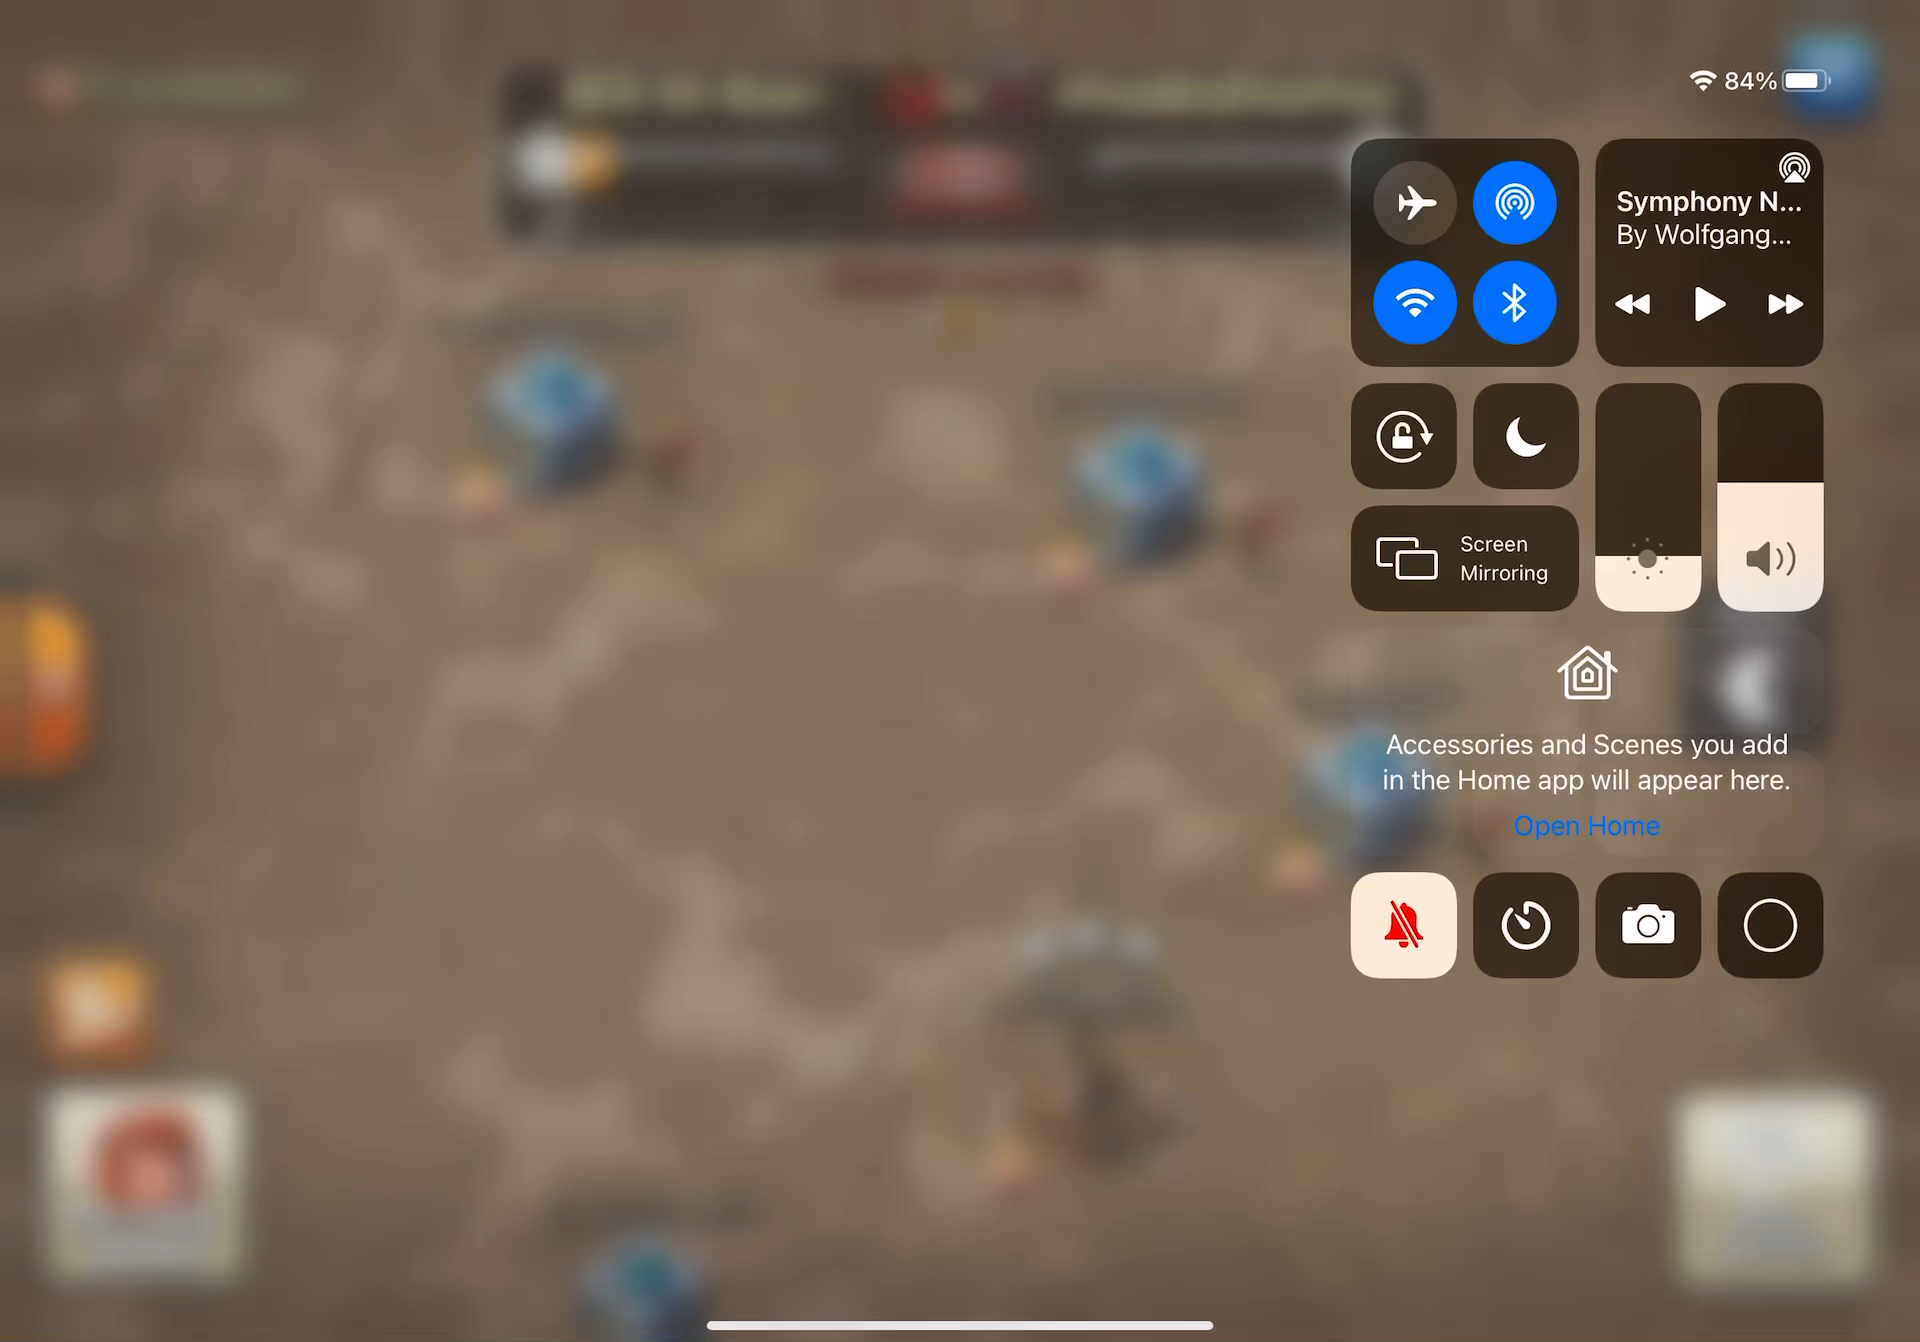 84%
Symphony N...
By Wolfgang...
Screen
Mirroring
Accessories and Scenes you add
in the Home app will appear here.
Open Home